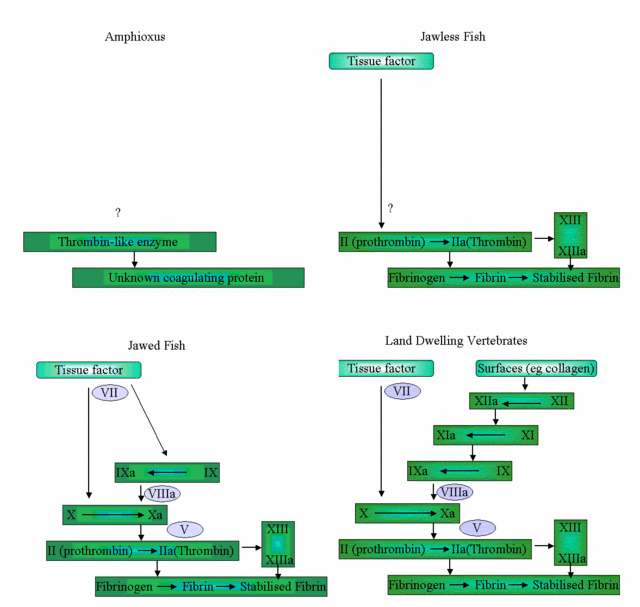 Amphioxus
?
Thrombin-like enzyme
Unknown coagulating protein
Jawless Fish
Tissue factor
?
II (prothrombin) IIa(Thrombin)
XIII
XIIIa
Fibrinogen Fibrin Stabilised Fibrin
Jawed Fish
Tissue factor
VII
IXa IX
VIIIa
X Xa
V
II (prothrombin) IIa(Thrombin)
XIII
XIIIa
Fibrinogen Fibrin Stabilised Fibrin
Land Dwelling Vertebrates
Tissue factor
Surfaces (eg collagen)
VII
XIIa XII
XIa XI
IXa IX
VIIIa
X Xa
V
II (prothrombin) IIa(Thrombin)
XIII
XIIIa
Fibrinogen Fibrin Stabilised Fibrin